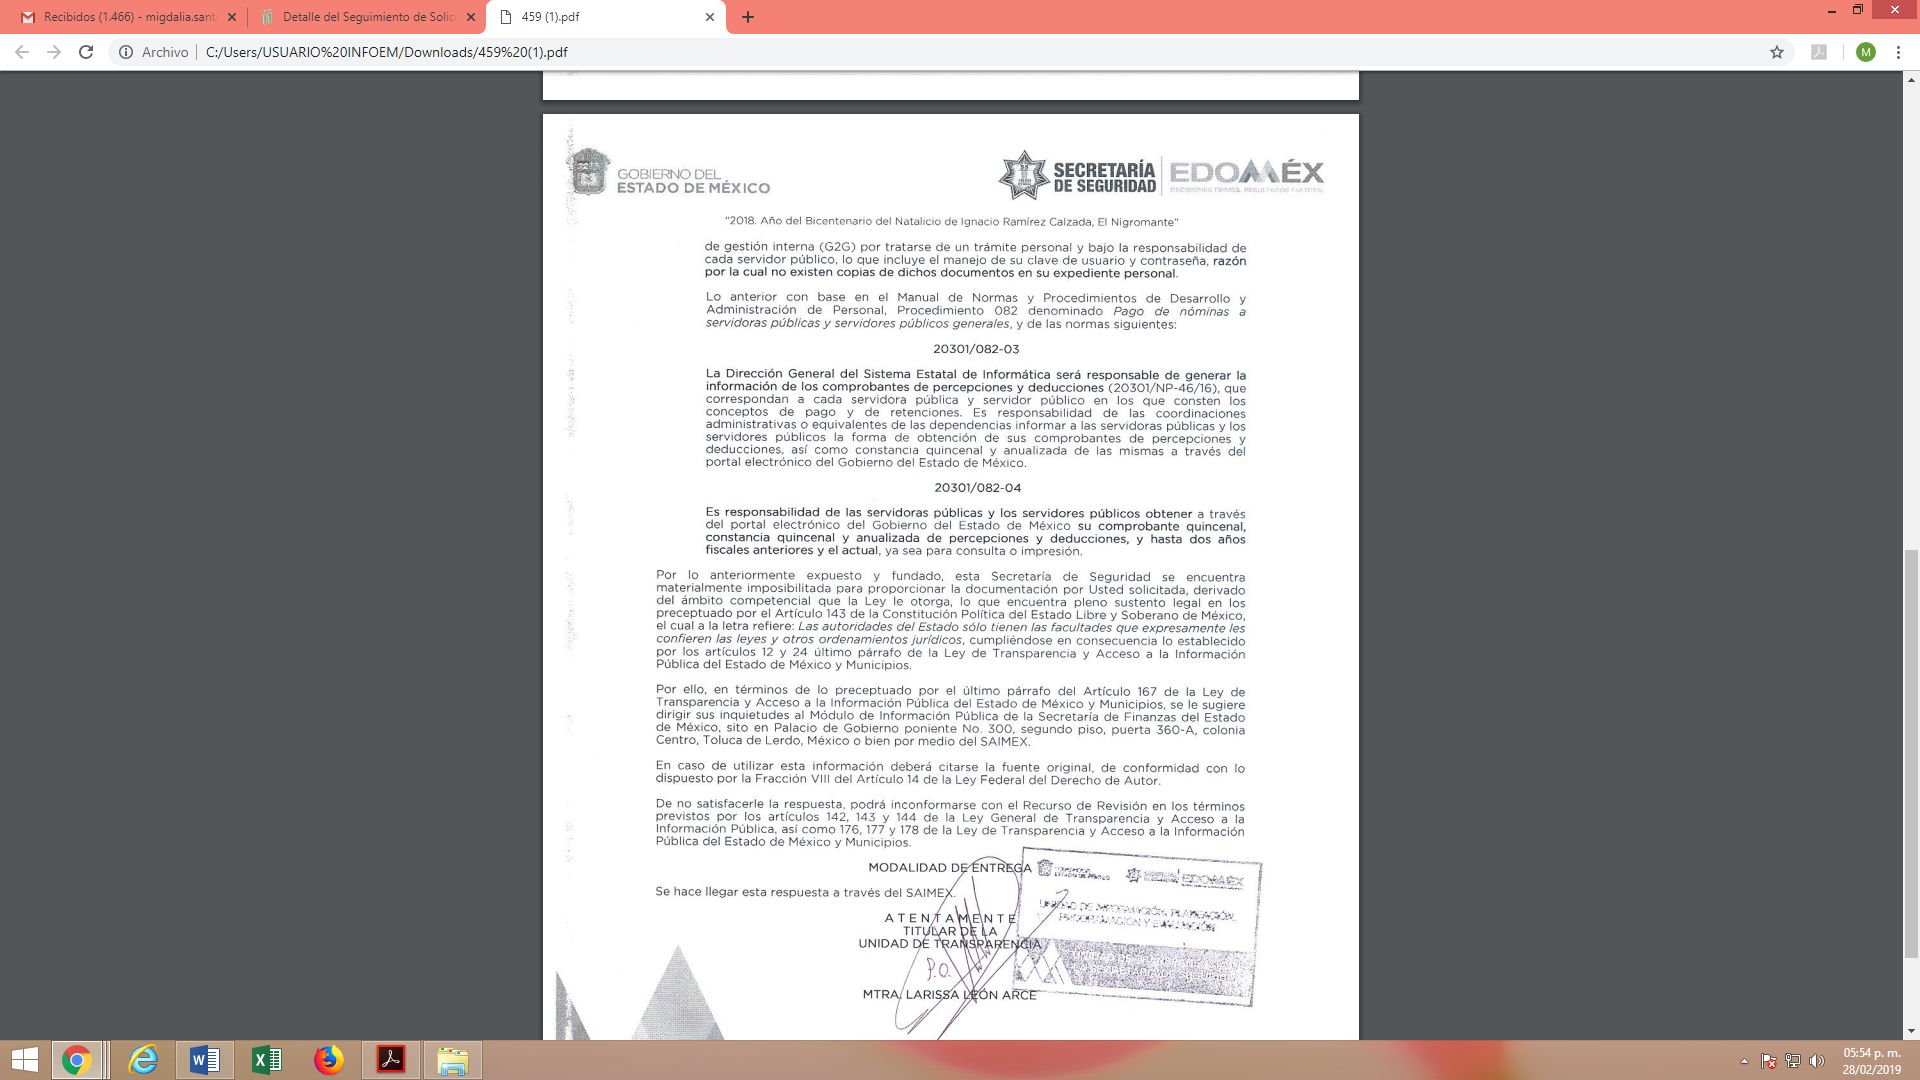 Recibidos (1.466) - migdalia.sant
Detalle del Seguimiento de Solic
459 (1).pdf
Archivo
C:/Users/USUARIO%20INFOEM/Downloads/459%20(1).pdf
M
GOBIERNO DEL
ESTADO DE MÉXICO
SECRETARÍA
DE SEGURIDAD
EDOMÉX
DECISIONES FIRMES, RESULTADOS FUERTES.
"2018. Año del Bicentenario del Natalicio de Ignacio Ramírez Calzada, El Nigromante"
de gestión interna (G2G) por tratarse de un trámite personal y bajo la responsabilidad de
cada servidor público, lo que incluye el manejo de su clave de usuario y contraseña, razón
por la cual no existen copias de dichos documentos en su expediente personal.
Lo anterior con base en el Manual de Normas y Procedimientos de Desarrollo y
Administración de Personal, Procedimiento 082 denominado Pago de nóminas a
servidoras públicas y servidores públicos generales, y de las normas siguientes:
20301/082-03
La Dirección General del Sistema Estatal de Informática será responsable de generar la
información de los comprobantes de percepciones y deducciones (20301/NP-46/16), que
correspondan a cada servidora pública y servidor público en los que consten los
conceptos de pago y de retenciones. Es responsabilidad de las coordinaciones
administrativas o equivalentes de las dependencias informar a las servidoras públicas y los
servidores públicos la forma de obtención de sus comprobantes de percepciones y
deducciones, así como constancia quincenal y anualizada de las mismas a través del
portal electrónico del Gobierno del Estado de México.
20301/082-04
Es responsabilidad de las servidoras públicas y los servidores públicos obtener a través
del portal electrónico del Gobierno del Estado de México su comprobante quincenal,
constancia quincenal y anualizada de percepciones y deducciones, y hasta dos años
fiscales anteriores y el actual, ya sea para consulta o impresión.
Por lo anteriormente expuesto y fundado, esta Secretaría de Seguridad se encuentra
materialmente imposibilitada para proporcionar la documentación por Usted solicitada, derivado
del ámbito competencial que la Ley le otorga, lo que encuentra pleno sustento legal en los
preceptuado por el Artículo 143 de la Constitución Política del Estado Libre y Soberano de México,
el cual a la letra refiere: Las autoridades del Estado sólo tienen las facultades que expresamente les
confieren las leyes y otros ordenamientos jurídicos, cumpliéndose en consecuencia lo establecido
por los artículos 12 y 24 último párrafo de la Ley de Transparencia y Acceso a la Información
Pública del Estado de México y Municipios.
Por ello, en términos de lo preceptuado por el último párrafo del Artículo 167 de la Ley de
Transparencia y Acceso a la Información Pública del Estado de México y Municipios, se le sugiere
dirigir sus inquietudes al Módulo de Información Pública de la Secretaría de Finanzas del Estado
de México, sito en Palacio de Gobierno poniente No. 300, segundo piso, puerta 360-A, colonia
Centro, Toluca de Lerdo, México o bien por medio del SAIMEX.
En caso de utilizar esta información deberá citarse la fuente original, de conformidad con lo
dispuesto por la Fracción VIII del Artículo 14 de la Ley Federal del Derecho de Autor.
De no satisfacerle la respuesta, podrá inconformarse con el Recurso de Revisión en los términos
previstos por los artículos 142, 143 y 144 de la Ley General de Transparencia y Acceso a la
Información Pública, así como 176, 177 y 178 de la Ley de Transparencia y Acceso a la Información
Pública del Estado de México y Municipios.
MODALIDAD DE ENTREGA
Se hace llegar esta respuesta a través del SAIMEX.
A T E N T A M E N T E
TITULAR DE LA
UNIDAD DE TRANSPARENCIA
P.O.
MTRA. LARISSA LEÓN ARCE
EDOMÉX
UNIDAD DE INFORMACIÓN, PLANEACIÓN,
PROGRAMACIÓN Y EVALUACIÓN
05:54 p. m.
28/02/2019